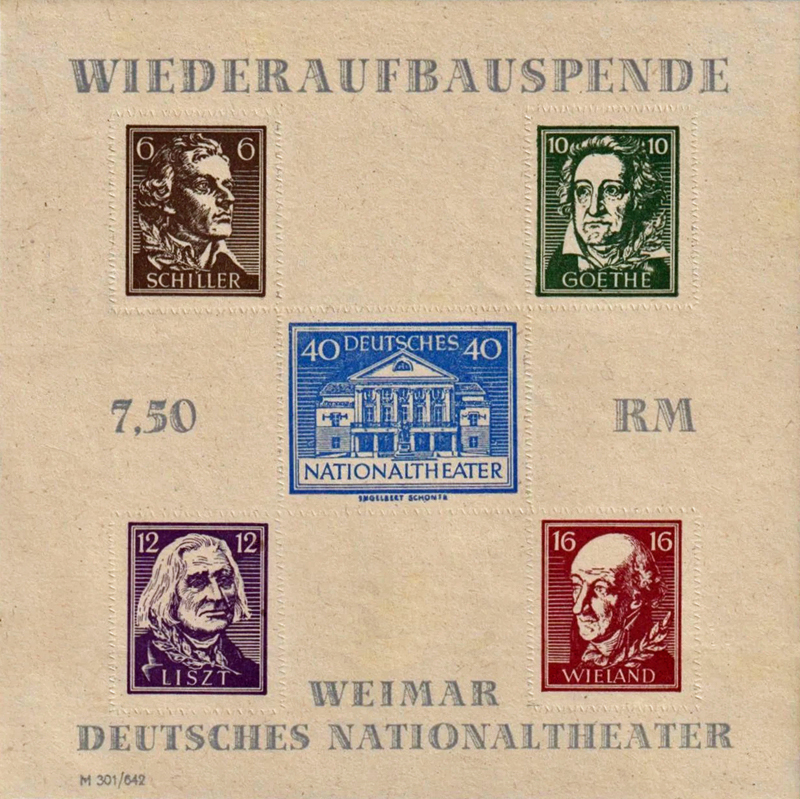 WIEDERAUFBAUSPENDE
6 6
SCHILLER
10 10
GOETHE
40 DEUTSCHES 40
NATIONALTHEATER
ENGELBERT SCHONER
7,50 RM
12 12
LISZT
16 16
WIELAND
WEIMAR
DEUTSCHES NATIONALTHEATER
M 301/642